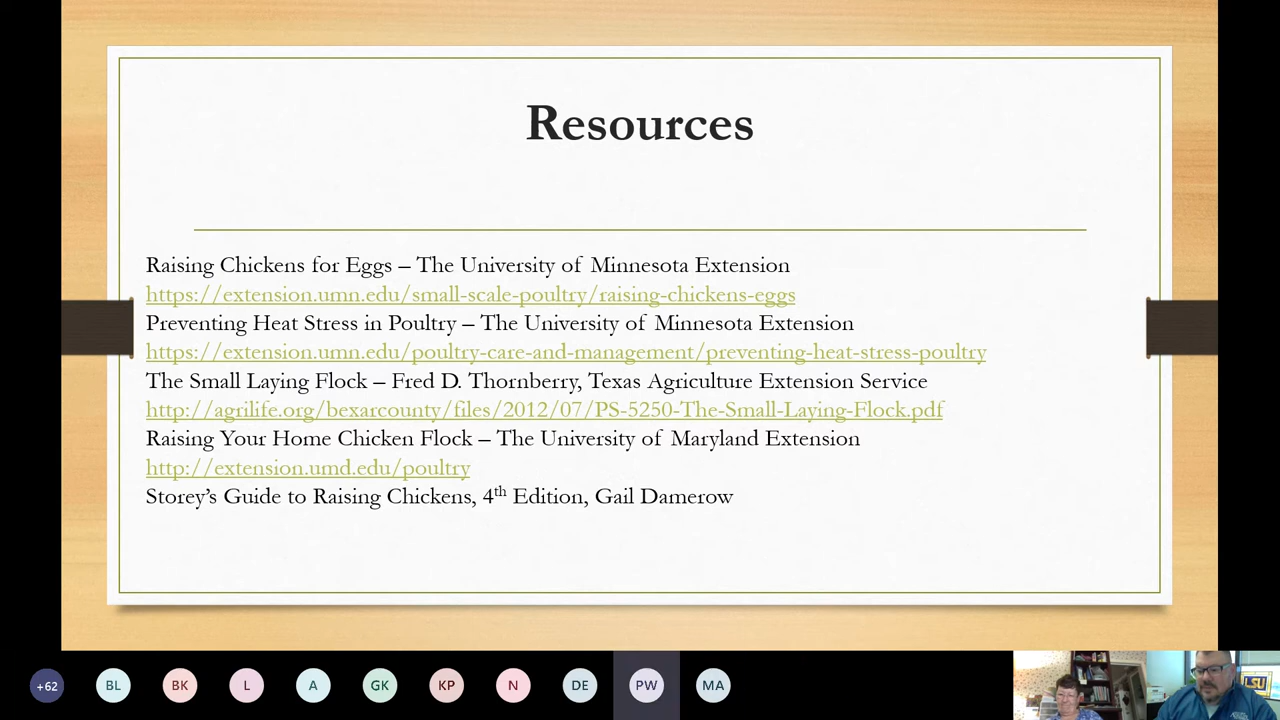 Resources
Raising Chickens for Eggs – The University of Minnesota Extension
https://extension.umn.edu/small-scale-poultry/raising-chickens-eggs
Preventing Heat Stress in Poultry – The University of Minnesota Extension
https://extension.umn.edu/poultry-care-and-management/preventing-heat-stress-poultry
The Small Laying Flock – Fred D. Thornberry, Texas Agriculture Extension Service
http://agrilife.org/bexarcounty/files/2012/07/PS-5250-The-Small-Laying-Flock.pdf
Raising Your Home Chicken Flock – The University of Maryland Extension
http://extension.umd.edu/poultry
Storey's Guide to Raising Chickens, 4th Edition, Gail Damerow
+62 BL BK L A GK KP N DE PW MA
LSU